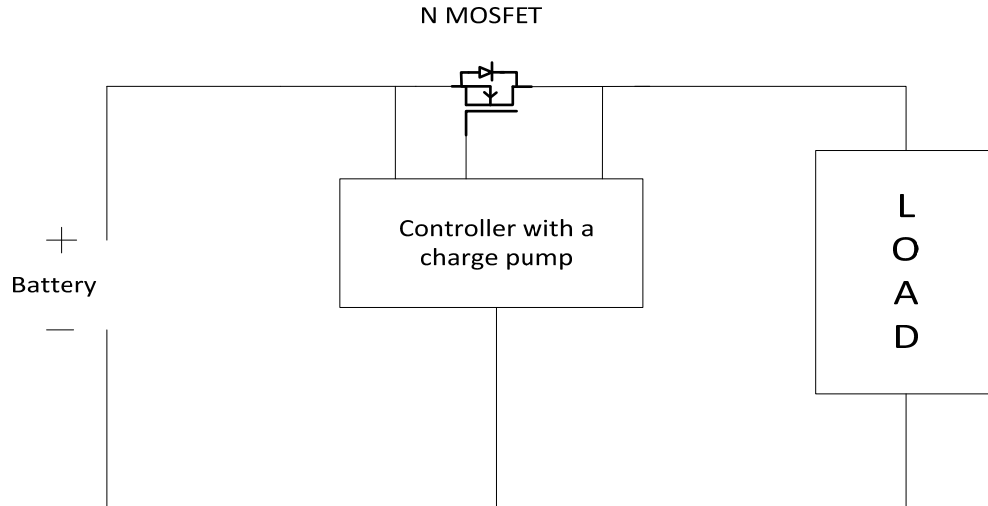 N MOSFET
Controller with a
charge pump
+
Battery
—
L
O
A
D